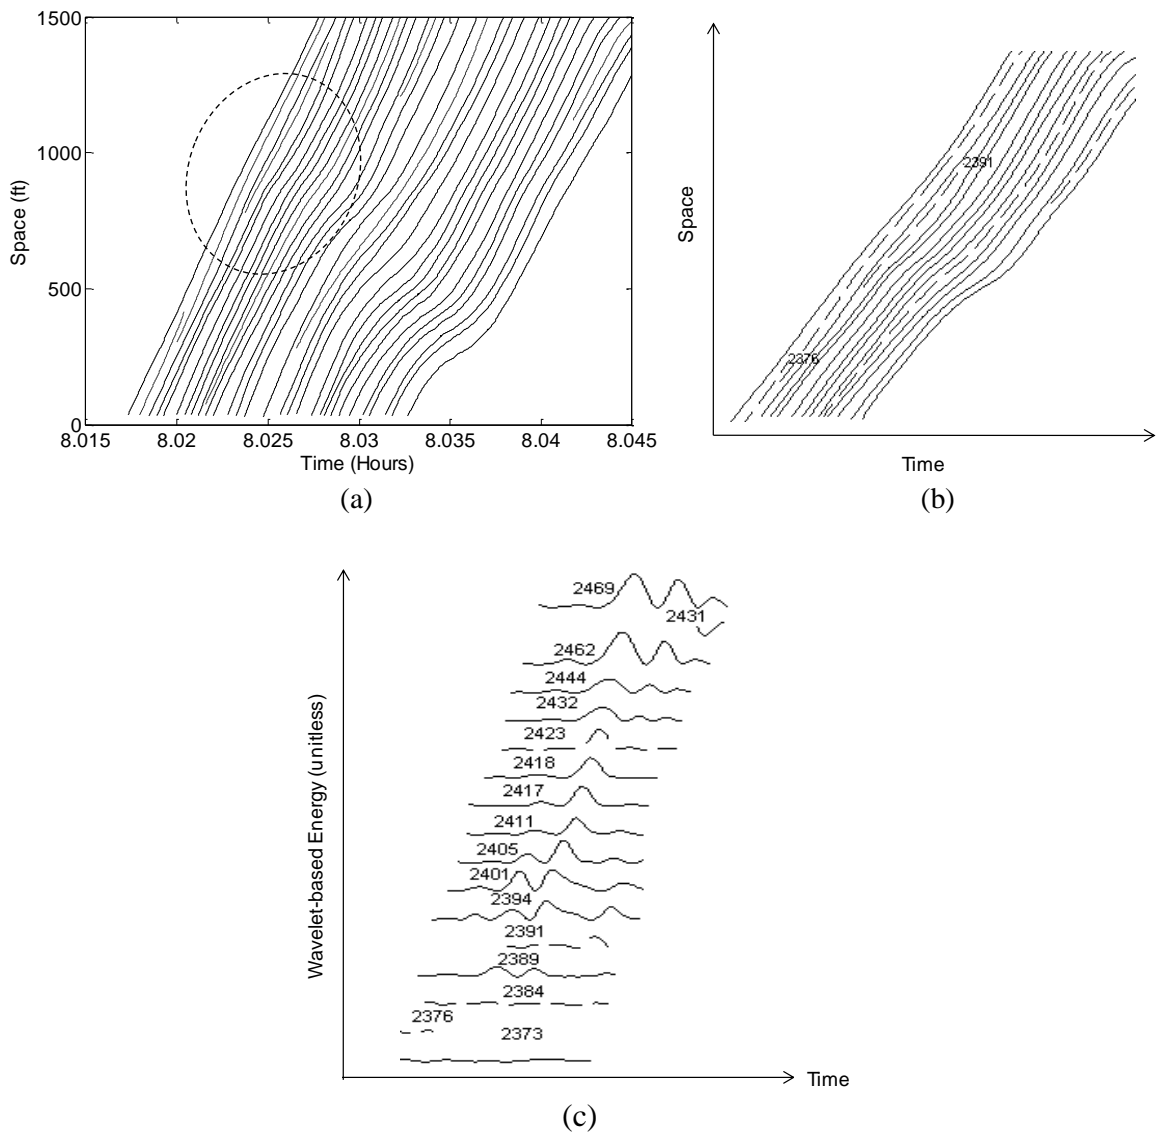 1500
1000
500
0
Space (ft)
8.015 8.02 8.025 8.03 8.035 8.04 8.045
Time (Hours)
(a)
Space
2391
2376
Time
(b)
Wavelet-based Energy (unitless)
2469
2431
2462
2444
2432
2423
2418
2417
2411
2405
2401
2394
2391
2389
2384
2376
2373
Time
(c)